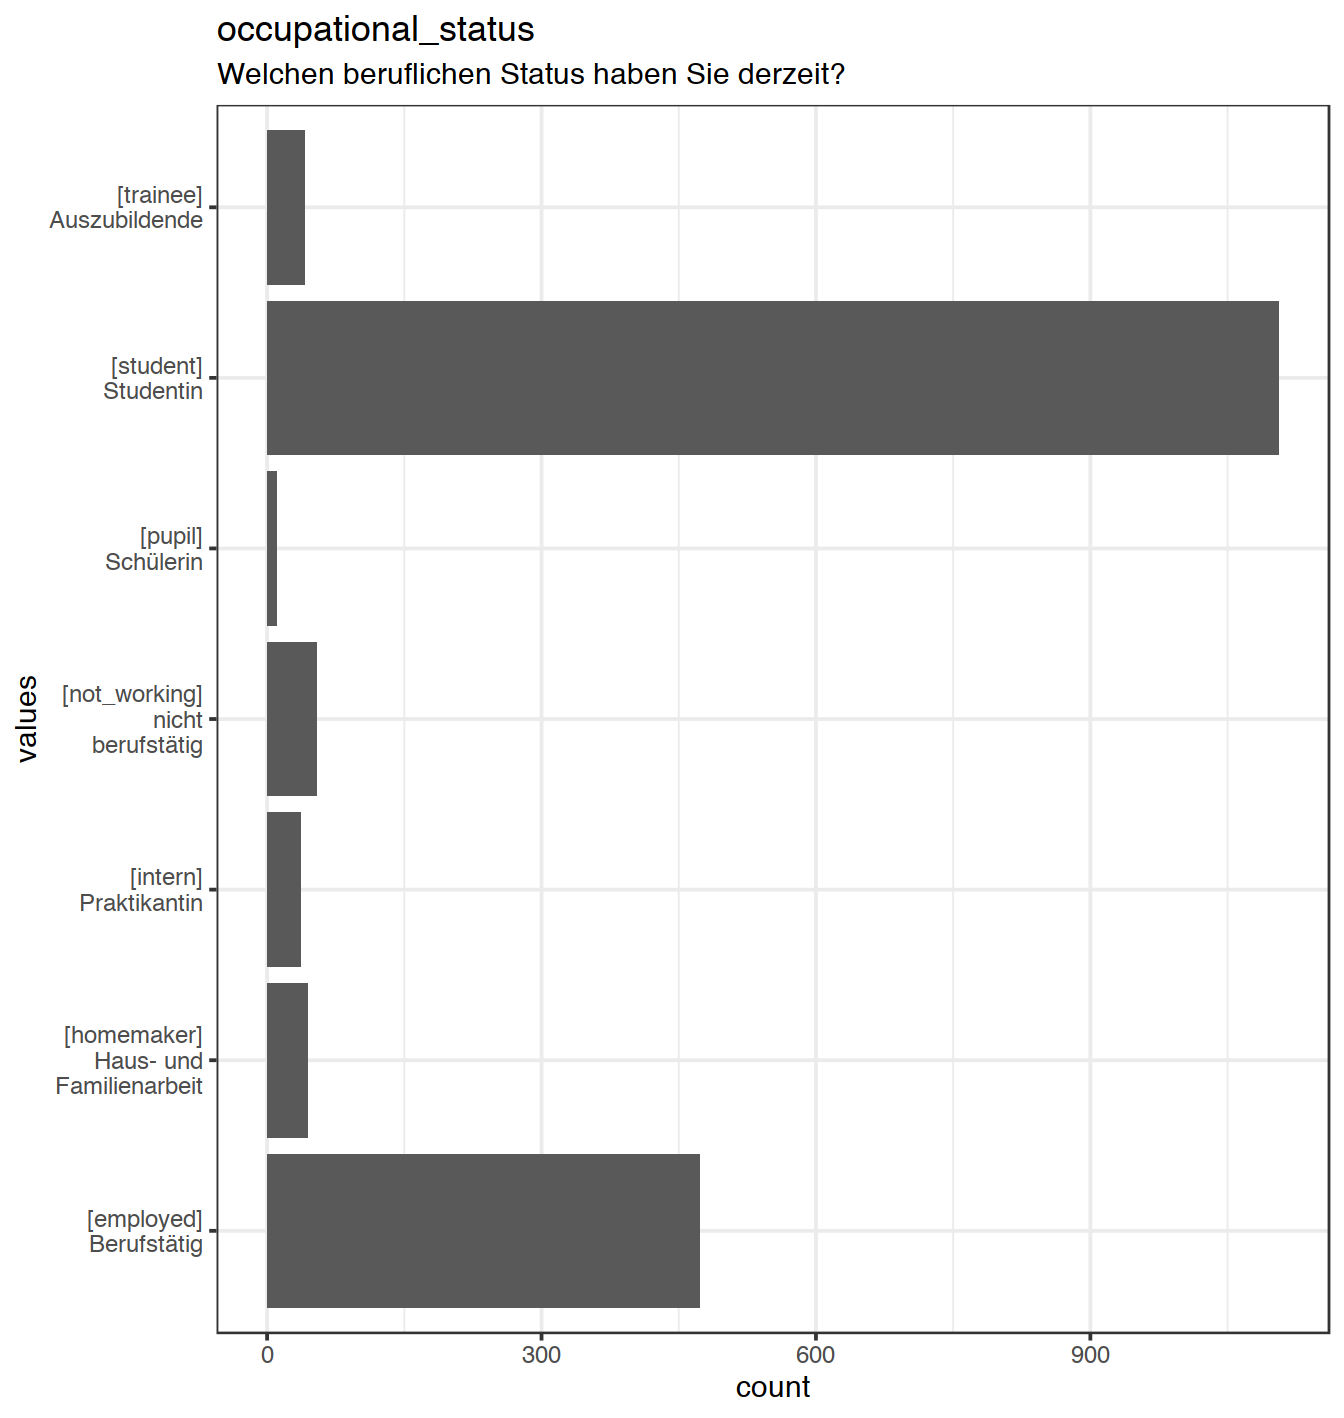 occupational_status
Welchen beruflichen Status haben Sie derzeit?
[trainee]
Auszubildende
[student]
Studentin
[pupil]
Schülerin
[not_working]
nicht
berufstätig
[intern]
Praktikantin
[homemaker]
Haus- und
Familienarbeit
[employed]
Berufstätig
values
0 300 600 900
count